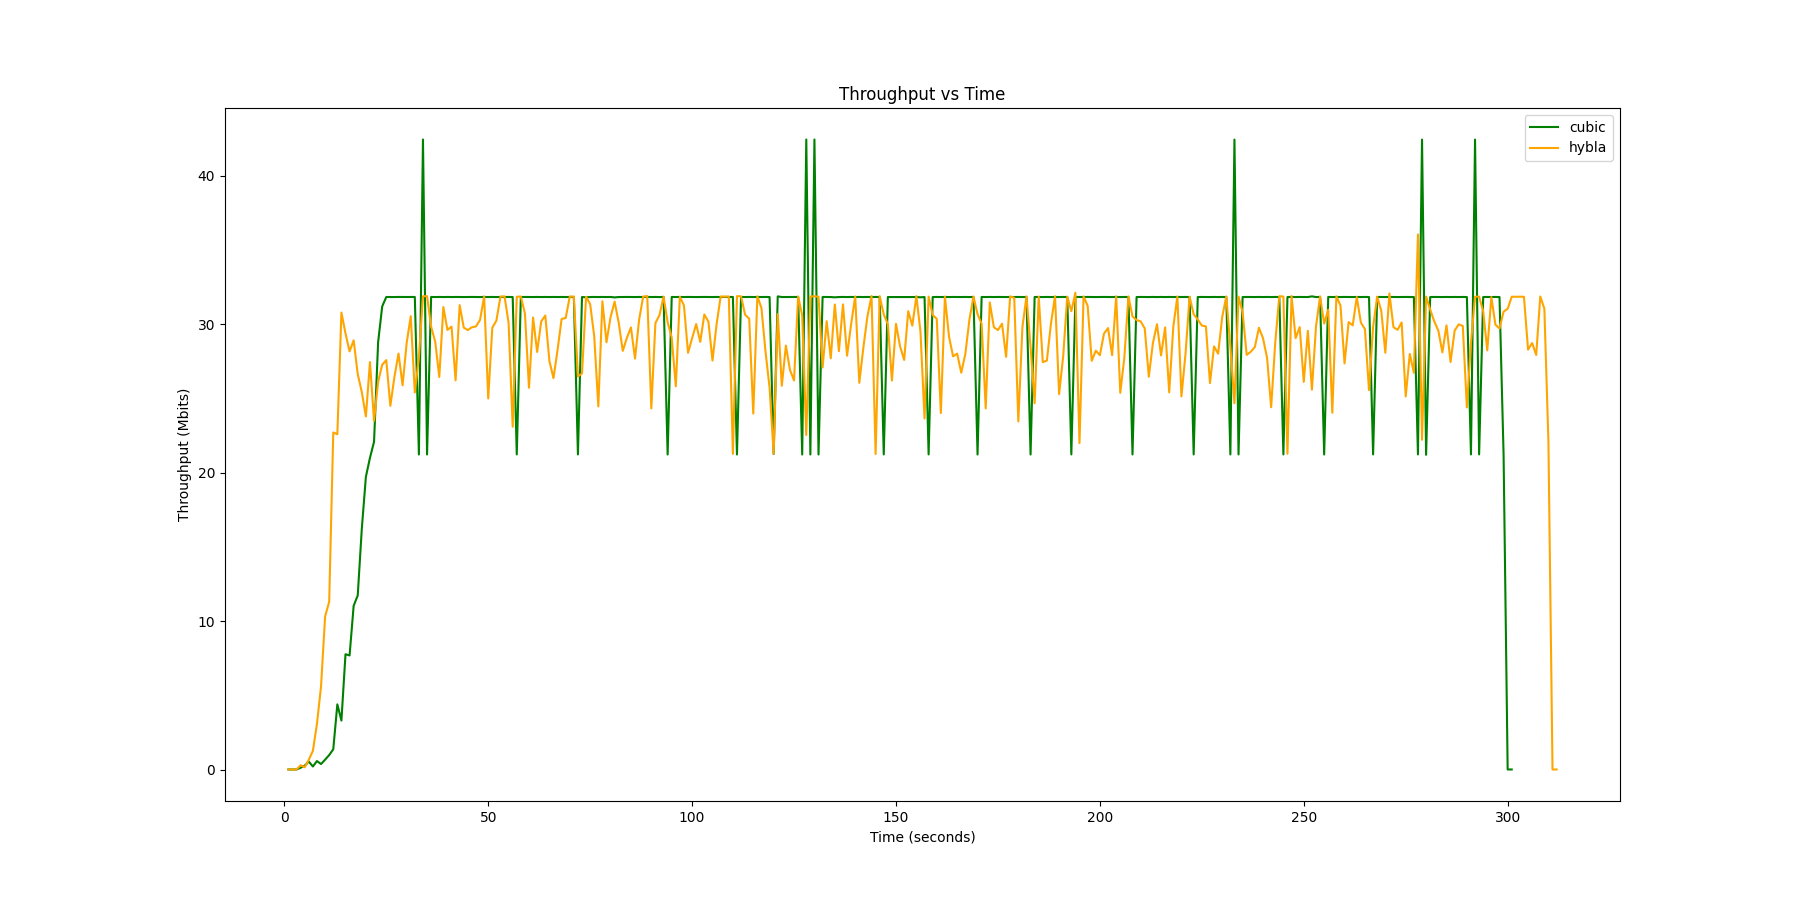 Throughput vs Time
cubic
hybla
Throughput (Mbits)
40
30
20
10
0
0 50 100 150 200 250 300
Time (seconds)